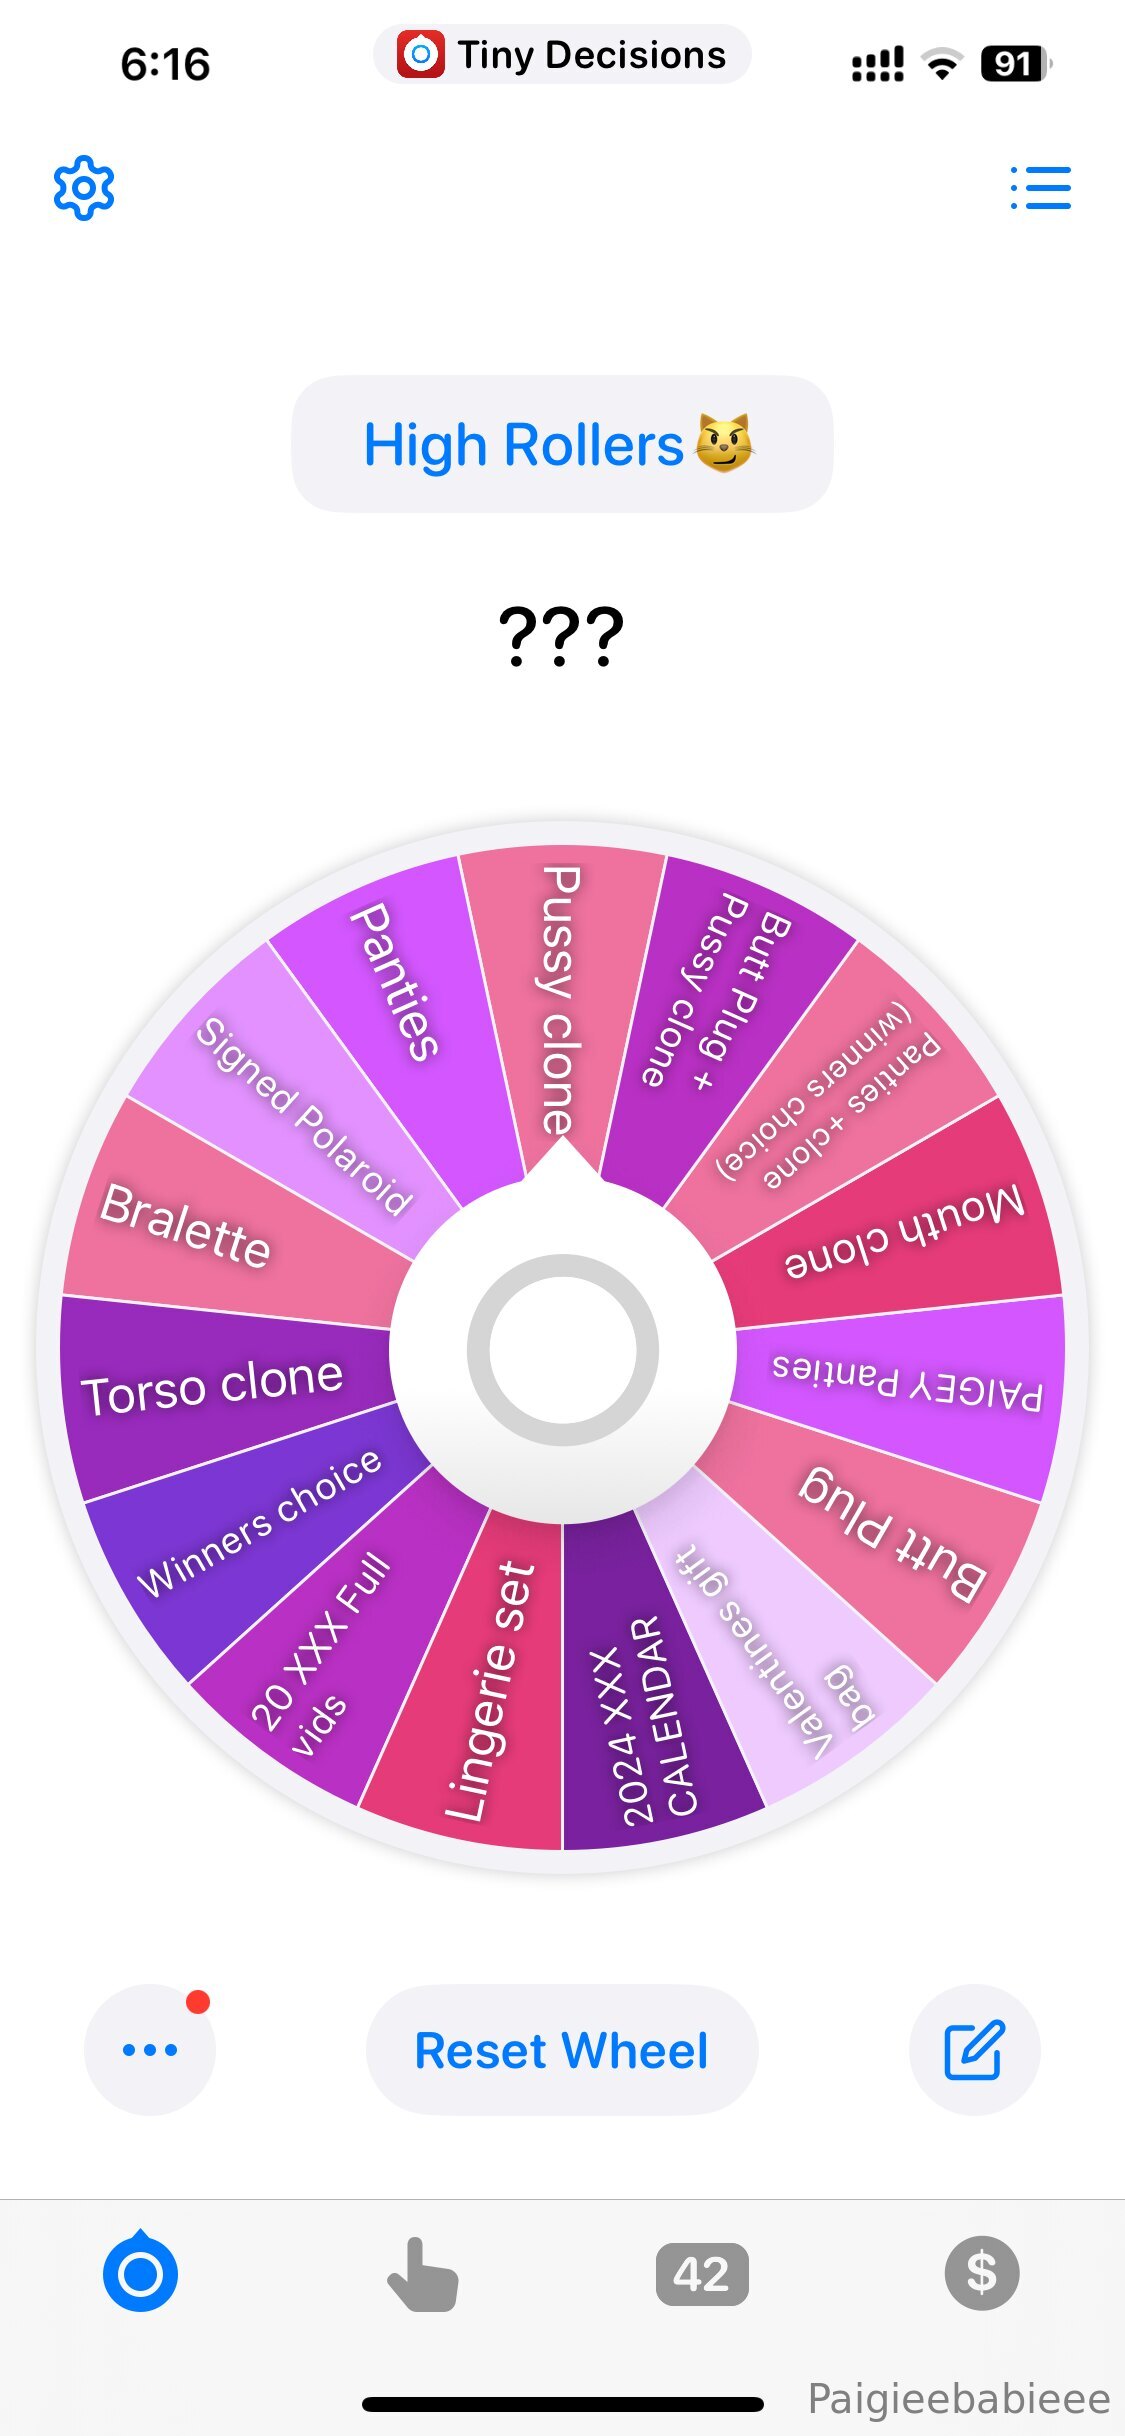 6:16
Tiny Decisions
91
High Rollers😼
???
Pussy clone
Butt Plug +
Pussy clone
Panties +clone
(winners choice)
Mouth clone
PAIGEY Panties
Butt Plug
Valentines gift
bag
2024 XXX
CALENDAR
Lingerie set
20 XXX Full
vids
Winners choice
Torso clone
Bralette
Signed Polaroid
Panties
Reset Wheel
42
$
Paigieebabieee